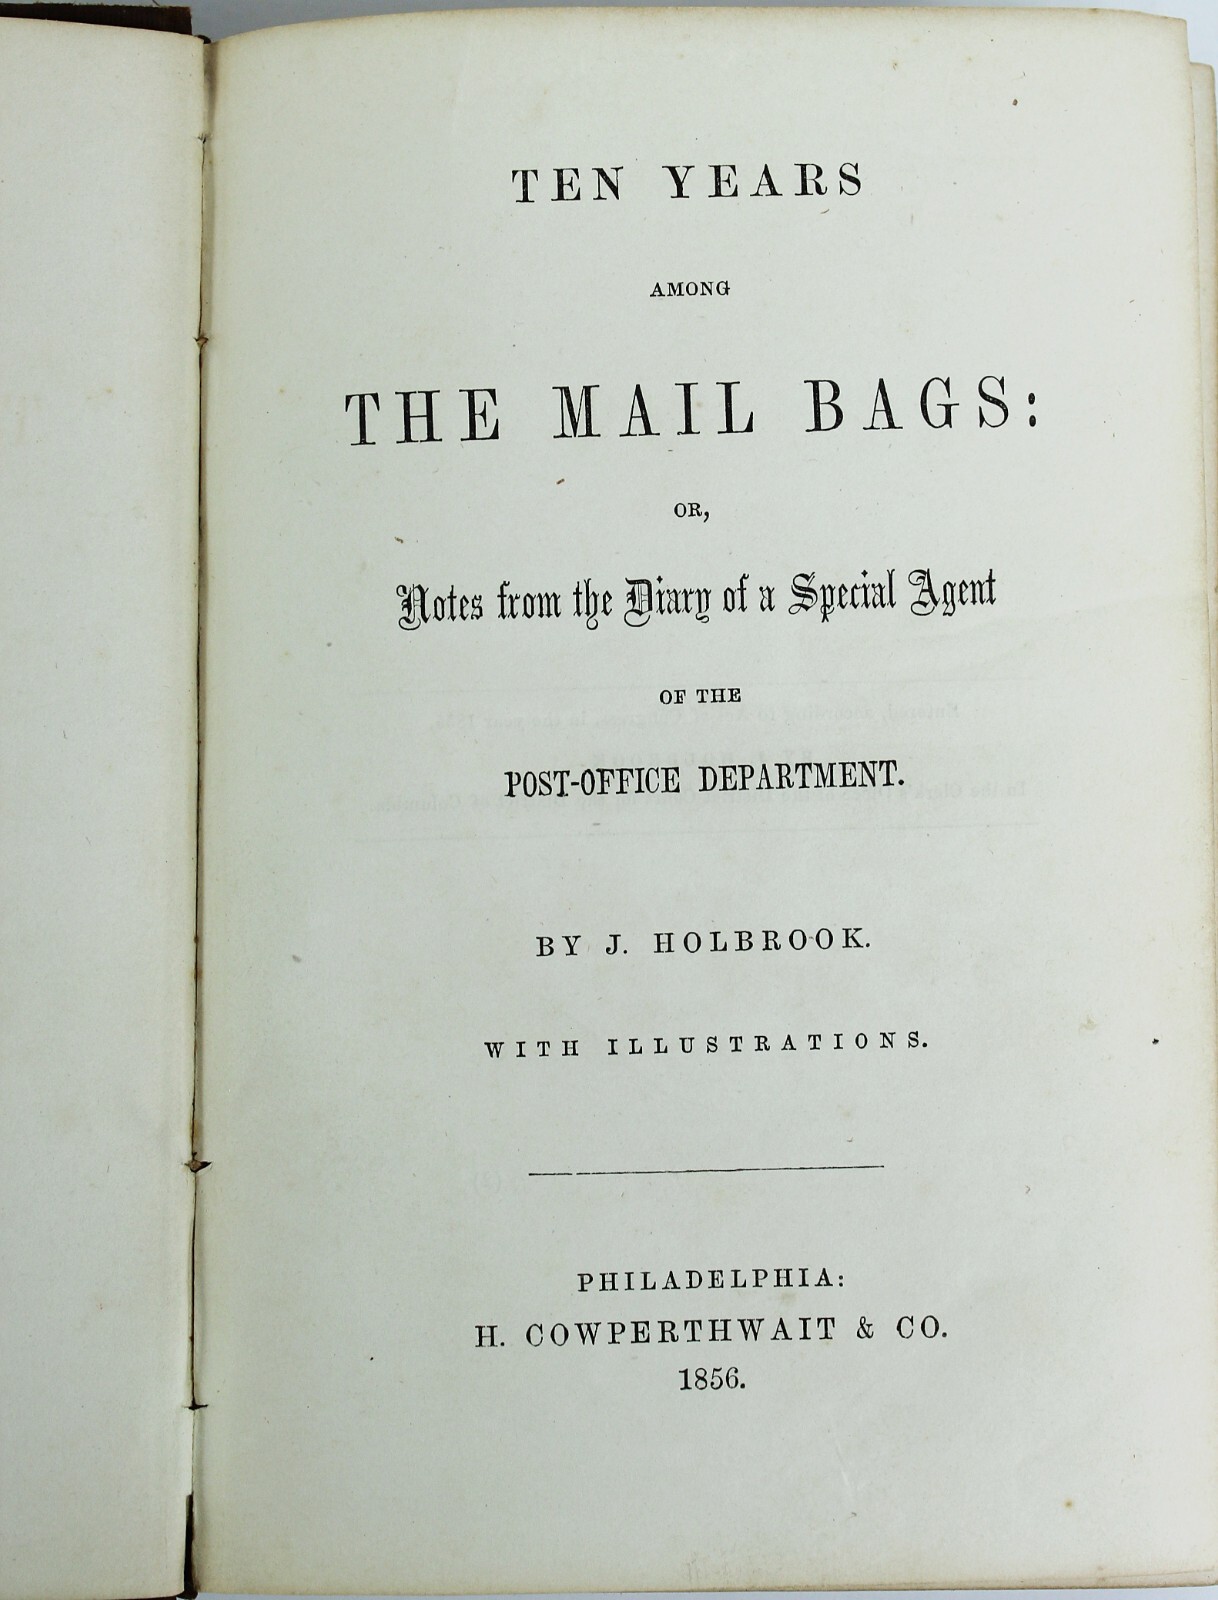 TEN YEARS
AMONG
THE MAIL BAGS:
OR,
Notes from the Diary of a Special Agent
OF THE
POST-OFFICE DEPARTMENT.
BY J. HOLBROOK.
WITH ILLUSTRATIONS.
PHILADELPHIA:
H. COWPERTHWAIT & CO.
1856.